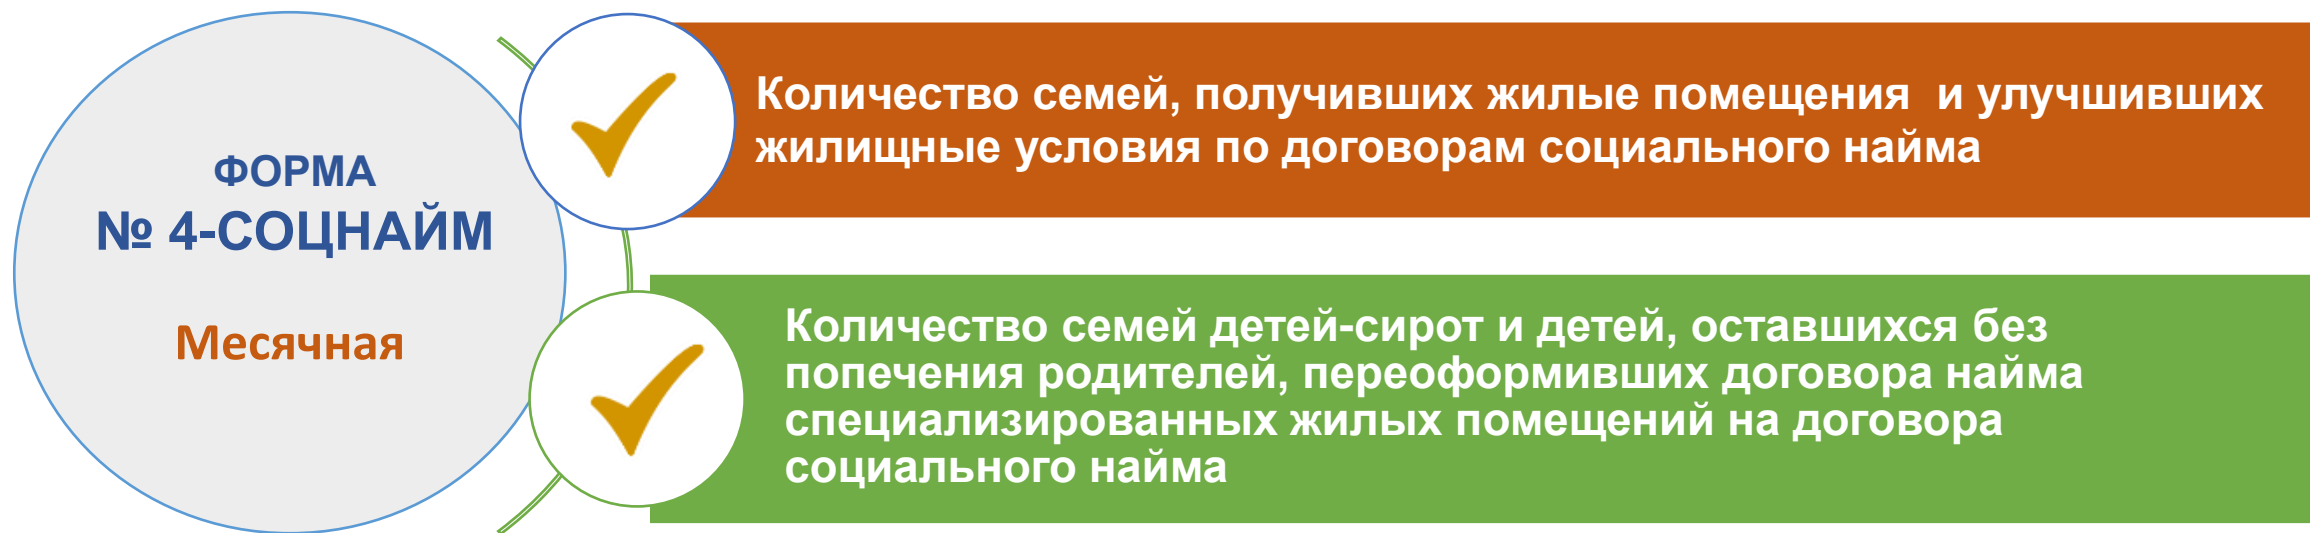 ФОРМА
№ 4-СОЦНАЙМ
Месячная
Количество семей, получивших жилые помещения и улучшивших
жилищные условия по договорам социального найма
Количество семей детей-сирот и детей, оставшихся без
попечения родителей, переоформивших договора найма
специализированных жилых помещений на договора
социального найма